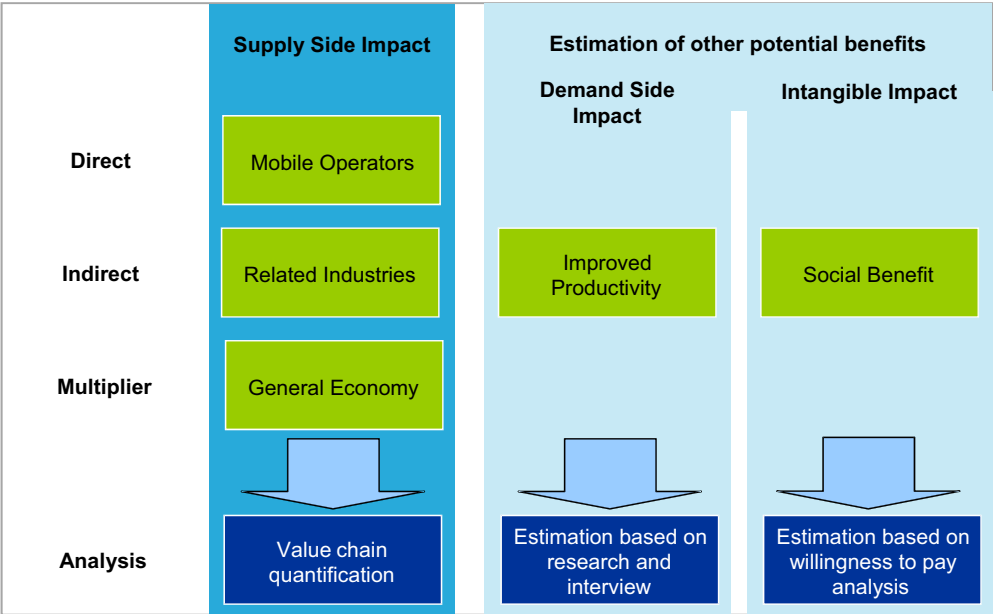 Supply Side Impact
Estimation of other potential benefits
Demand Side
Impact
Intangible Impact
Direct
Mobile Operators
Indirect
Related Industries
Improved
Productivity
Social Benefit
Multiplier
General Economy
Analysis
Value chain
quantification
Estimation based on
research and
interview
Estimation based on
willingness to pay
analysis